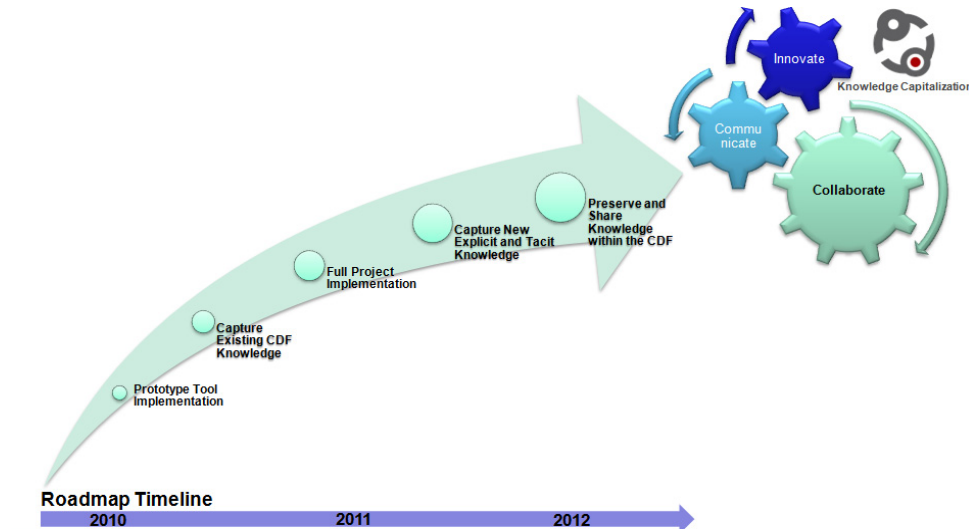 Innovate
Knowledge Capitalization
Commu
nicate
Collaborate
Preserve and
Share
Knowledge
within the CDF
Capture New
Explicit and Tacit
Knowledge
Full Project
Implementation
Capture
Existing CDF
Knowledge
Prototype Tool
Implementation
Roadmap Timeline
2010 2011 2012